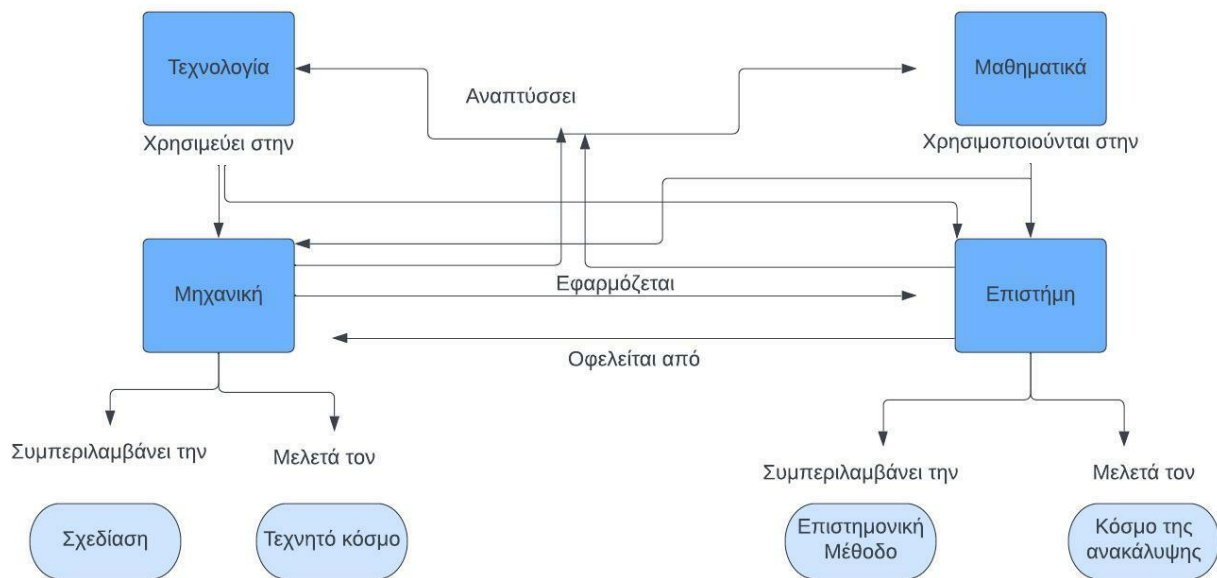 Τεχνολογία
Μαθηματικά
Αναπτύσσει
Χρησιμεύει στην
Χρησιμοποιούνται στην
Μηχανική
Εφαρμόζεται
Επιστήμη
Οφελείται από
Συμπεριλαμβάνει την
Μελετά τον
Συμπεριλαμβάνει την
Μελετά τον
Σχεδίαση
Τεχνητό κόσμο
Επιστημονική
Μέθοδο
Κόσμο της
ανακάλυψης